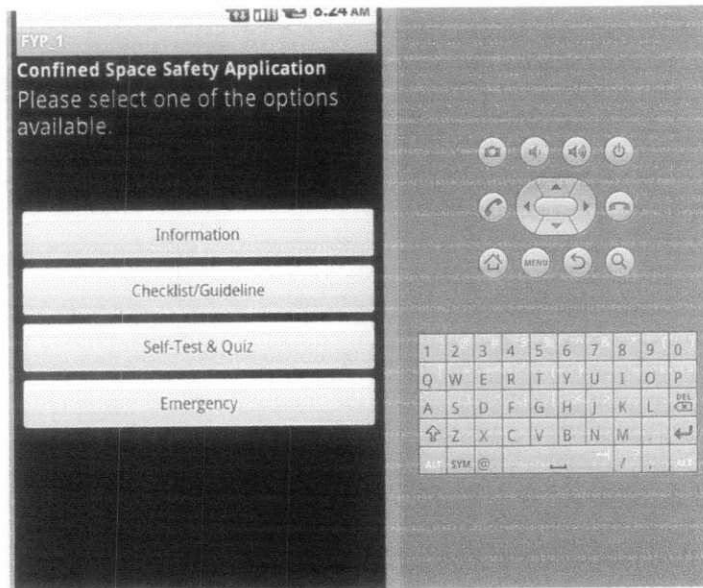 8:24 AM
FYP_1
Confined Space Safety Application
Please select one of the options
available.
Information
Checklist/Guideline
Self-Test & Quiz
Emergency
MENU
1 2 3 4 5 6 7 8 9 0
Q W E R T Y U I O P
A S D F G H J K L DEL
Z X C V B N M .
ALT SYM @ / , ALT